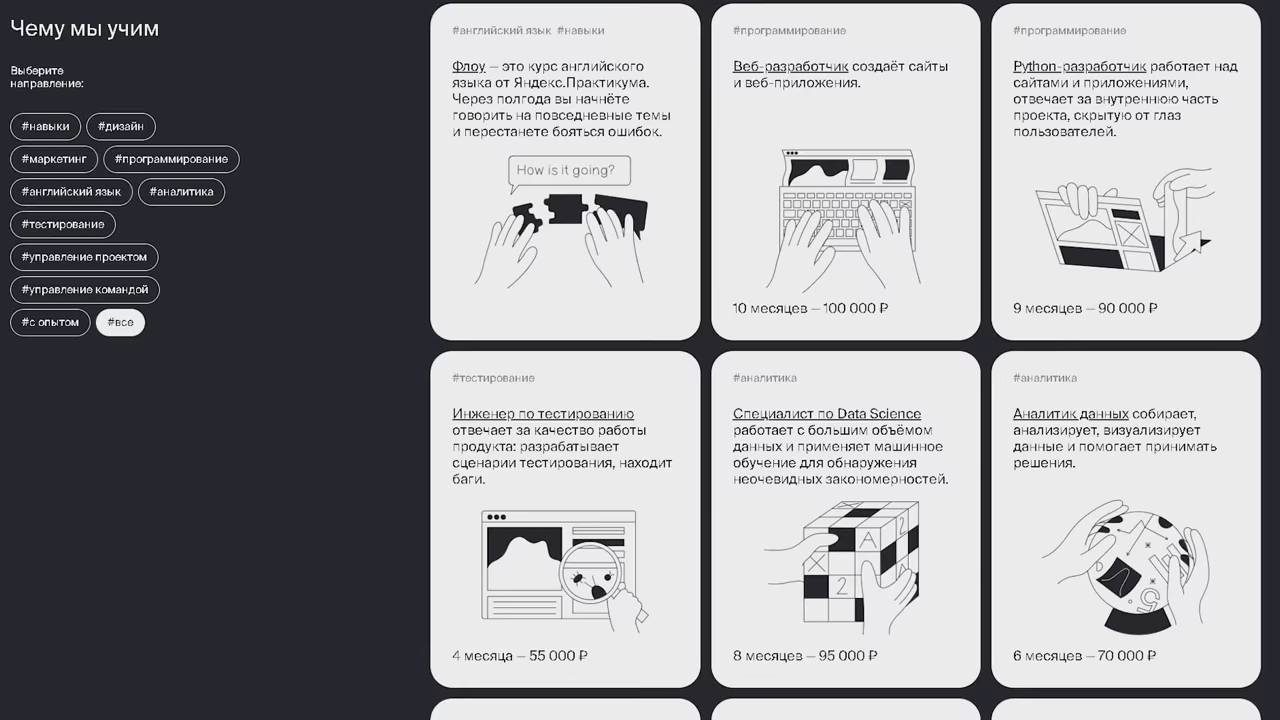 Чему мы учим
Выберите
направление:
#навыки #дизайн
#маркетинг #программирование
#английский язык #аналитика
#тестирование
#управление проектом
#управление командой
#с опытом #все
#английский язык #навыки
Флоу – это курс английского
языка от Яндекс.Практикума.
Через полгода вы начнёте
говорить на повседневные темы
и перестанете бояться ошибок.
How is it going?
#программирование
Веб-разработчик создаёт сайты
и веб-приложения.
10 месяцев – 100 000 ₽
#программирование
Python-разработчик работает над
сайтами и приложениями,
отвечает за внутреннюю часть
проекта, скрытую от глаз
пользователей.
9 месяцев – 90 000 ₽
#тестирование
Инженер по тестированию
отвечает за качество работы
продукта: разрабатывает
сценарии тестирования, находит
баги.
4 месяца – 55 000 ₽
#аналитика
Специалист по Data Science
работает с большим объёмом
данных и применяет машинное
обучение для обнаружения
неочевидных закономерностей.
2
A
2
8 месяцев – 95 000 ₽
#аналитика
Аналитик данных собирает,
анализирует, визуализирует
данные и помогает принимать
решения.
6 месяцев – 70 000 ₽